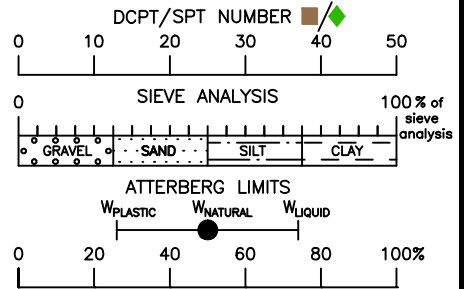 DCPT/SPT NUMBER /
0 10 20 30 40 50
SIEVE ANALYSIS
0 100% of
sieve
analysis
GRAVEL SAND SILT CLAY
ATTERBERG LIMITS
WPLASTIC WNATURAL WLIQUID
0 20 40 60 80 100%